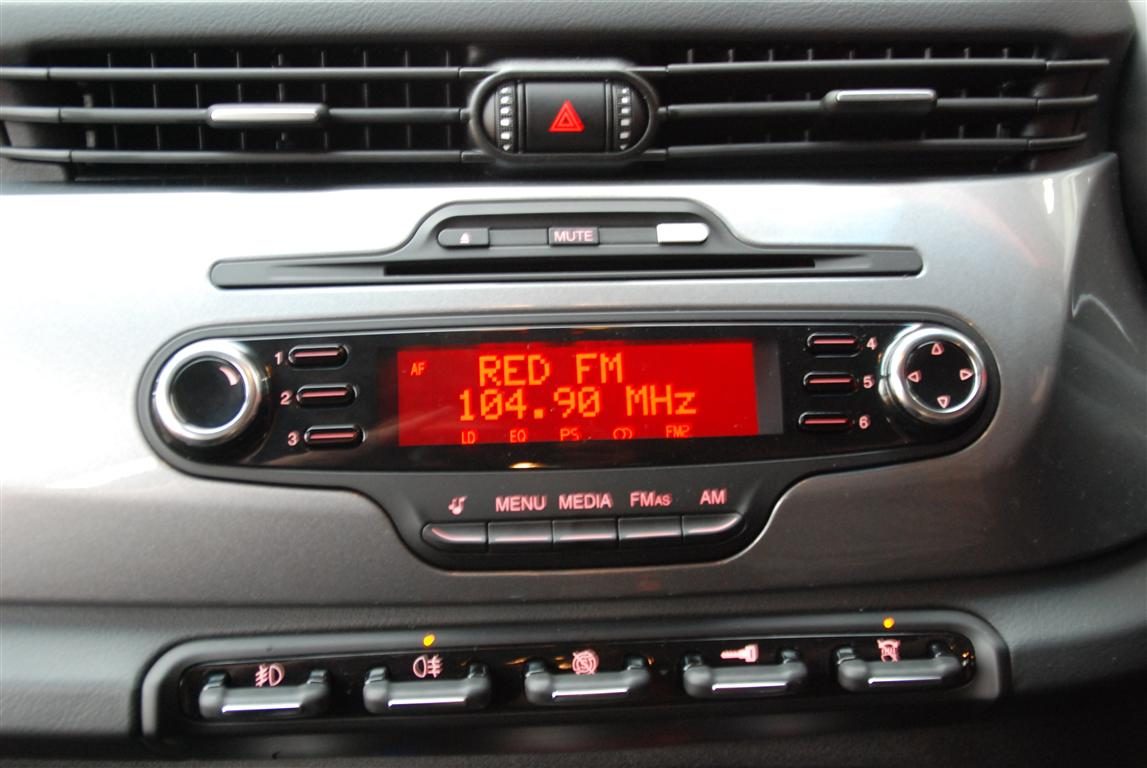 MUTE
1
2
3
4
5
6
AF
RED FM
104.90 MHz
LD EQ PS FM2
MENU MEDIA FMAS AM